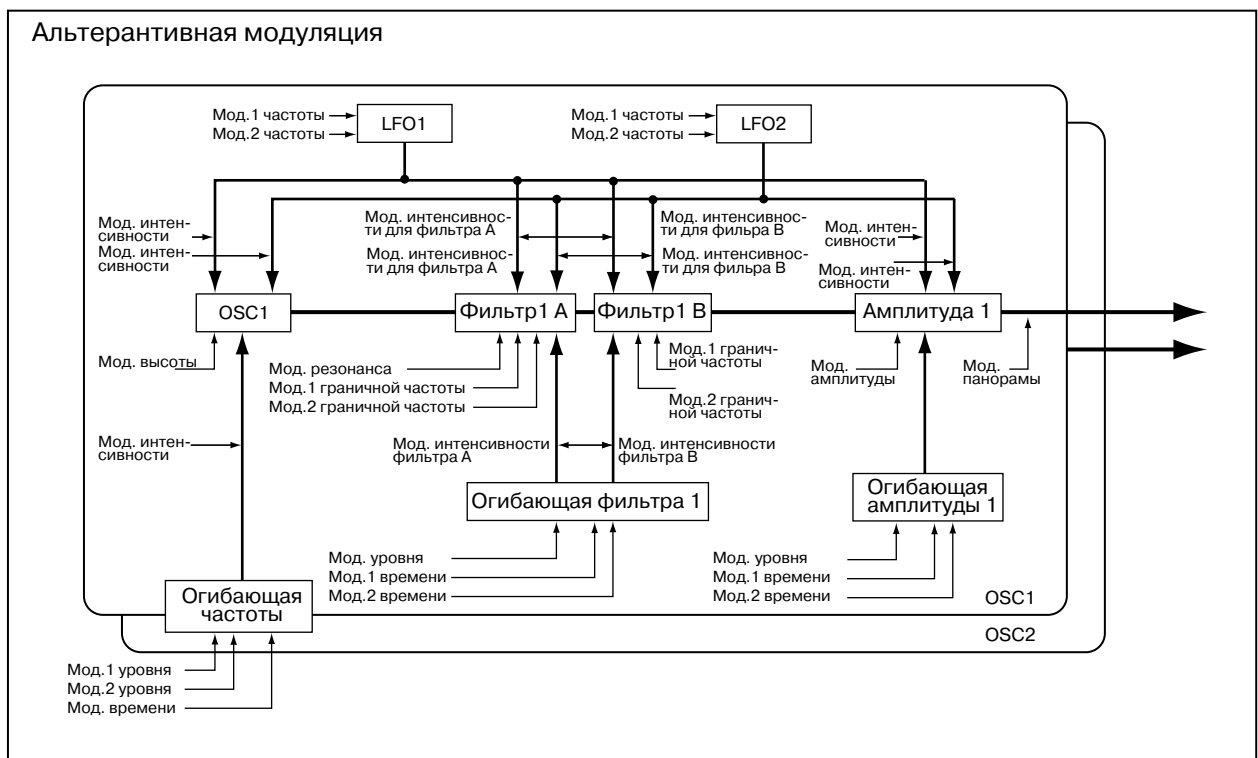 Альтерантивная модуляция
Мод.1 частоты
Мод.2 частоты
LFO1
Мод.1 частоты
Мод.2 частоты
LFO2
Мод. интен-
сивности
Мод. интен-
сивности
Мод. интенсивнос-
ти для фильтра А
Мод. интенсивнос-
ти для фильтра А
Мод. интенсивнос-
ти для фильра В
Мод. интенсивнос-
ти для фильра В
Мод. интен-
сивности
Мод. интен-
сивности
OSC1
Фильтр1 А
Фильтр1 В
Амплитуда 1
Мод. высоты
Мод. резонанса
Мод.1 граничной частоты
Мод.2 граничной частоты
Мод.1 гранич-
ной частоты
Мод.2 гранич-
ной частоты
Мод.
амплитуды
Мод.
панорамы
Мод. интен-
сивности
Мод. интенсивности
фильтра А
Мод. интенсивности
фильтра В
Огибающая фильтра 1
Огибающая
амплитуды 1
Мод. уровня
Мод.1 времени
Мод.2 времени
Мод. уровня
Мод.1 времени
Мод.2 времени
Огибающая
частоты
OSC1
OSC2
Мод.1 уровня
Мод.2 уровня
Мод. времени